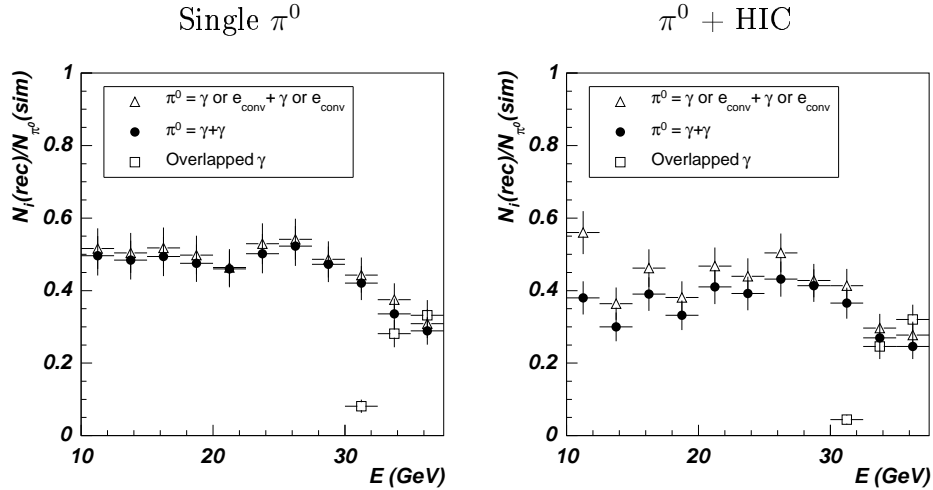 Single π⁰
N_i(rec)/N_π⁰(sim)
1
0.8
0.6
0.4
0.2
0
π⁰ = γ or e_conv + γ or e_conv
π⁰ = γ+γ
Overlapped γ
10
20
30
E (GeV)
π⁰ + HIC
N_i(rec)/N_π⁰(sim)
1
0.8
0.6
0.4
0.2
0
π⁰ = γ or e_conv + γ or e_conv
π⁰ = γ+γ
Overlapped γ
10
20
30
E (GeV)